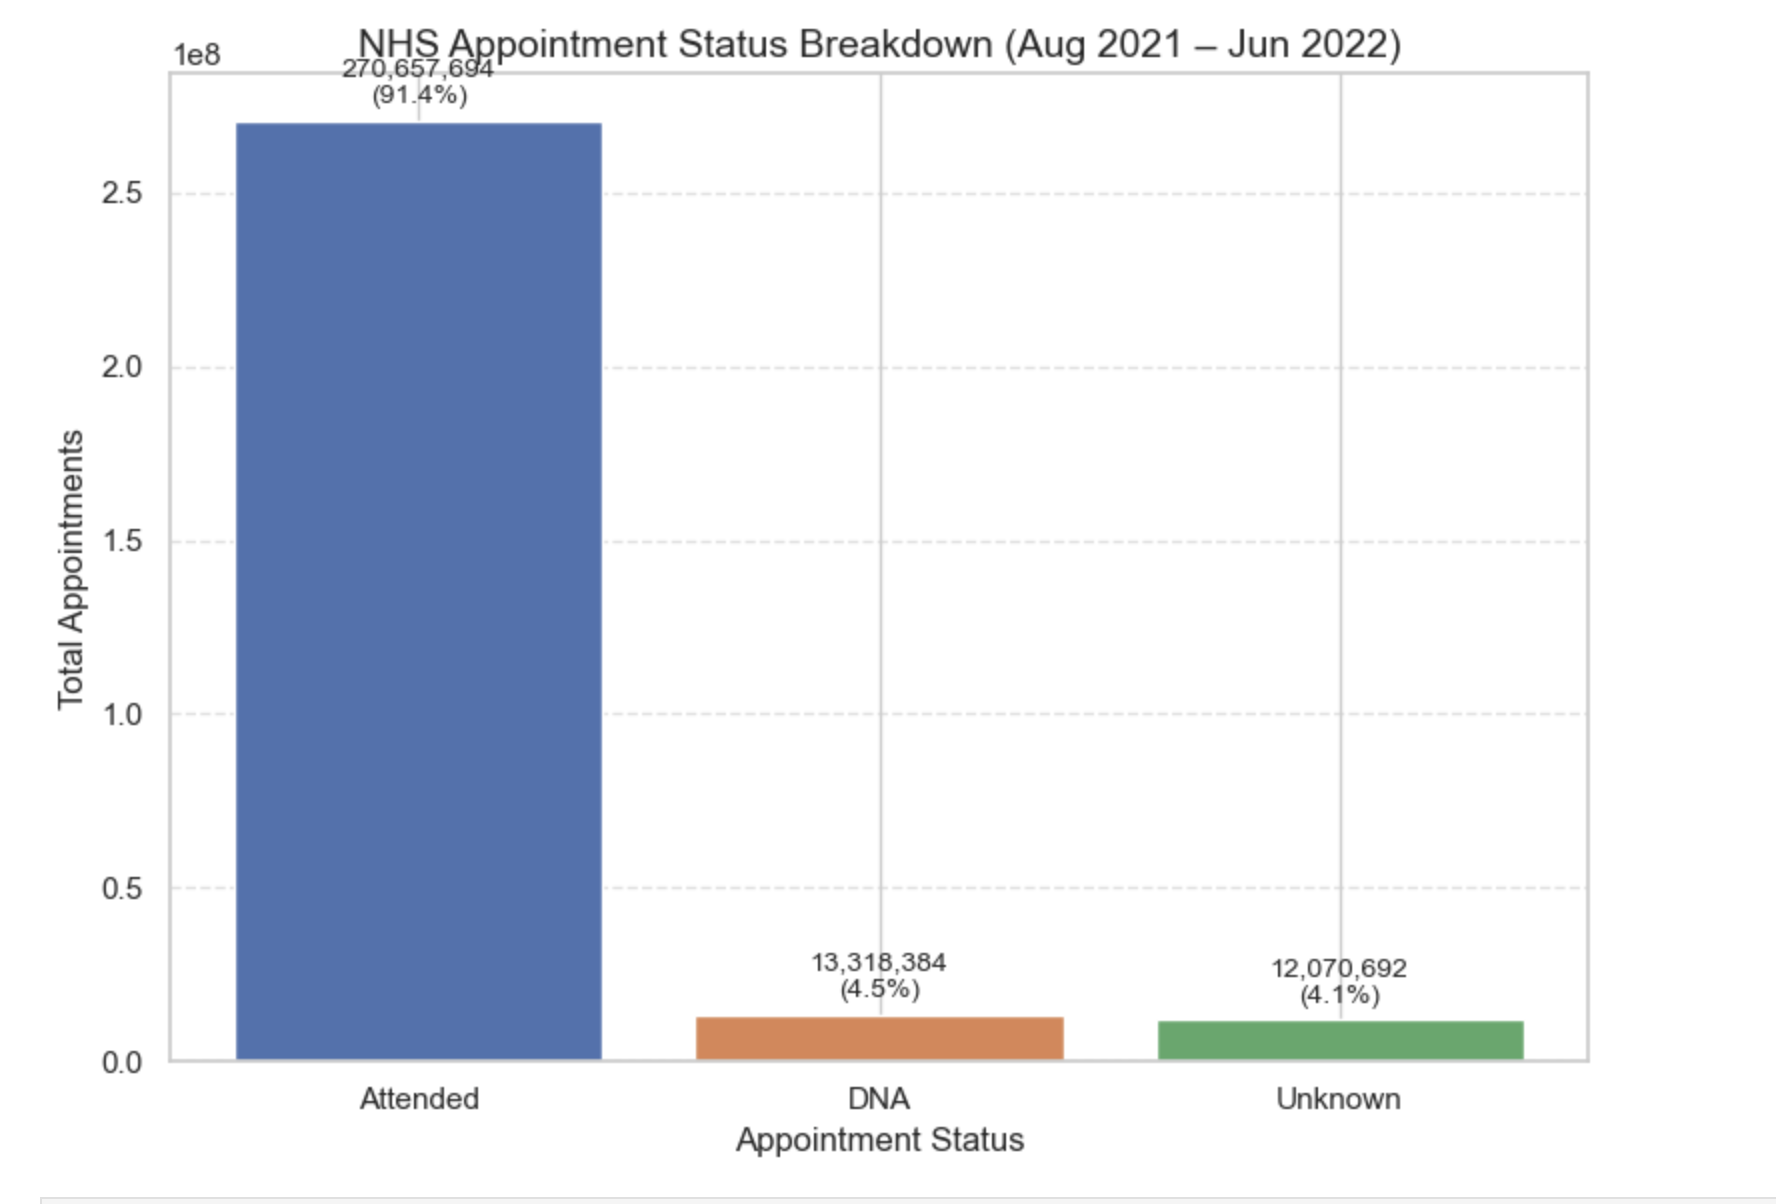 NHS Appointment Status Breakdown (Aug 2021 – Jun 2022)
1e8
270,657,694
(91.4%)
2.5
2.0
1.5
1.0
0.5
0.0
Total Appointments
13,318,384
(4.5%)
12,070,692
(4.1%)
Attended
DNA
Unknown
Appointment Status